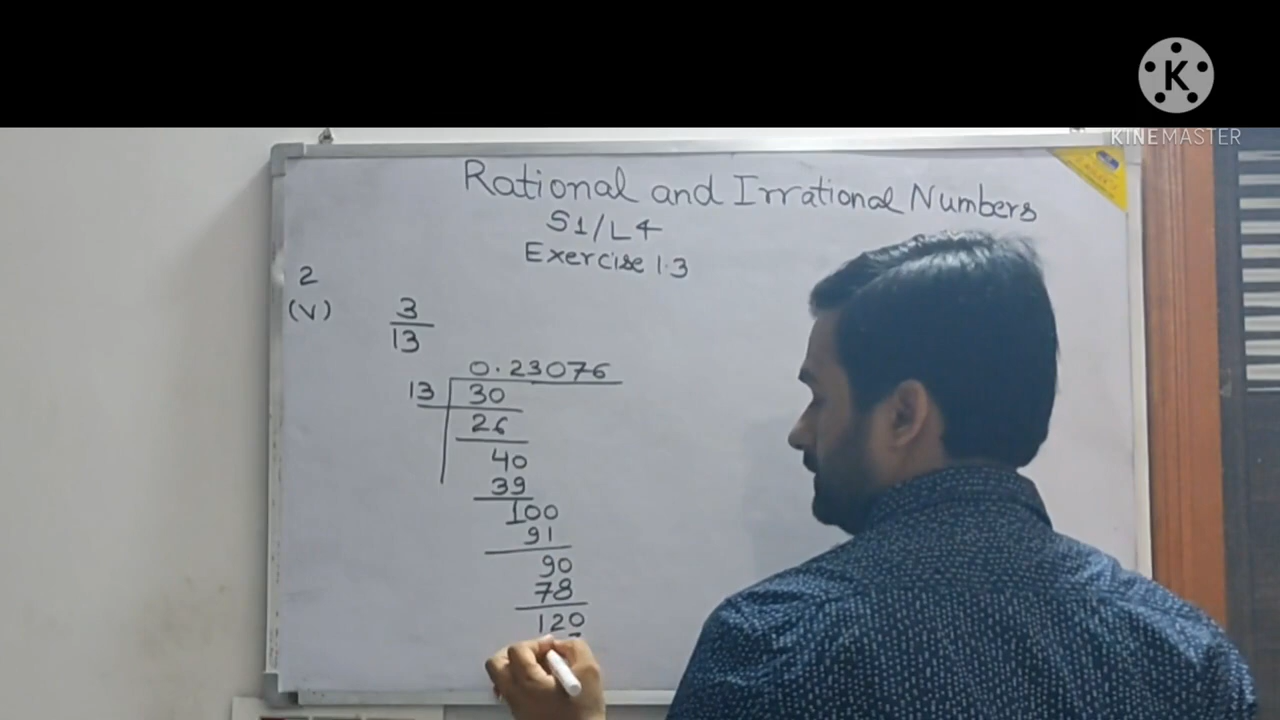 K
KINEMASTER
Rational and Irrational Numbers
S1/L4
Exercise 1.3
2
(V) 3
13
0.23076
13 30
26
40
39
100
91
90
78
120